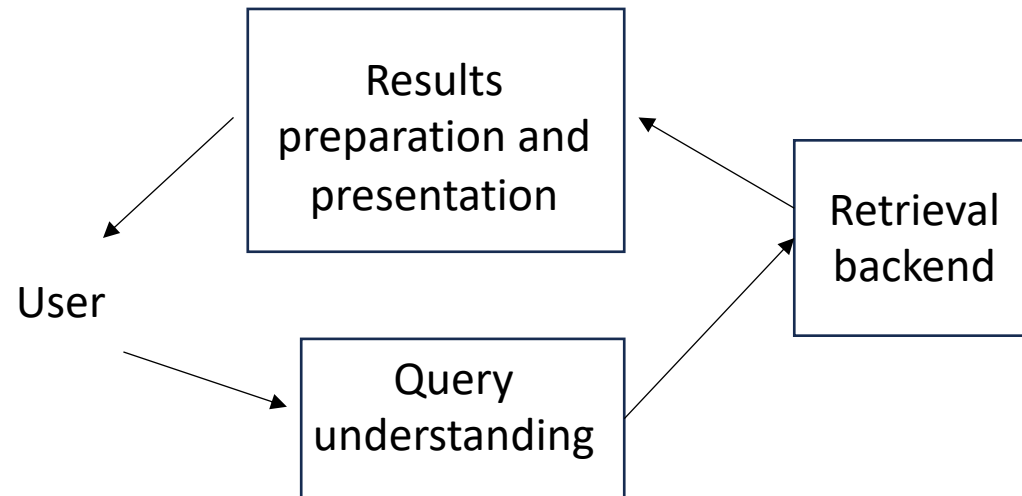 Results
preparation and
presentation
Retrieval
backend
User
Query
understanding